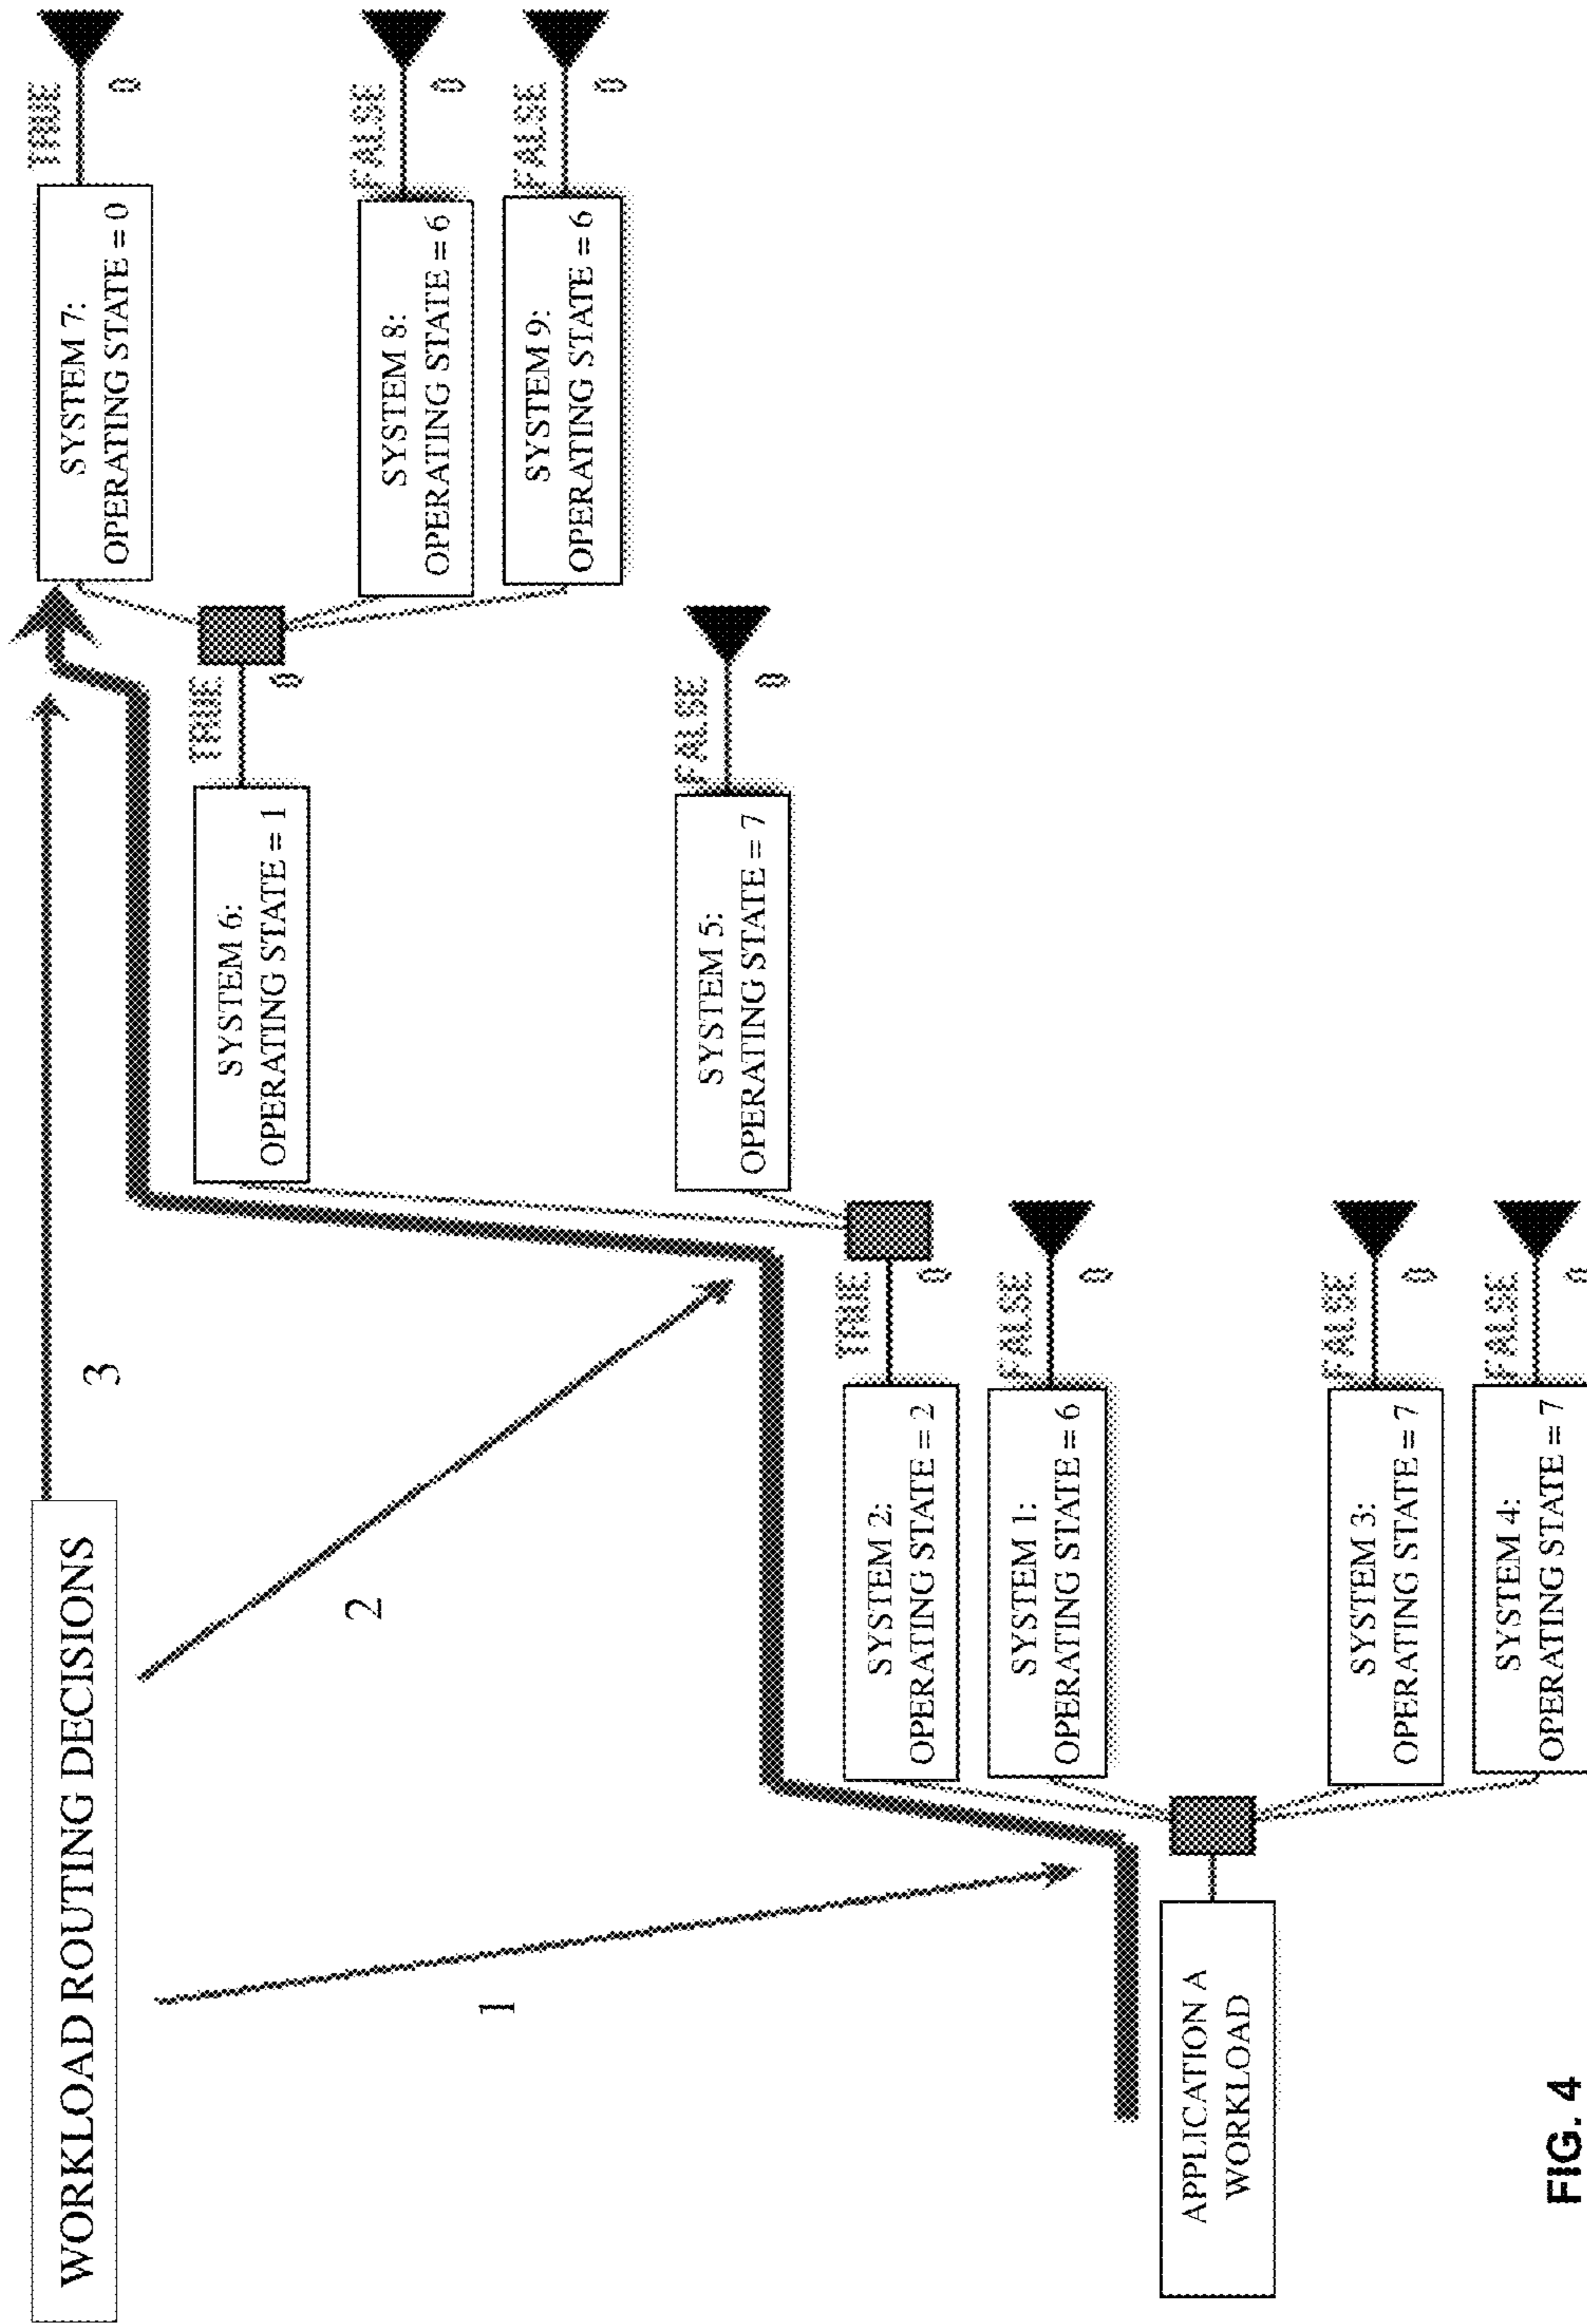 WORKLOAD ROUTING DECISIONS
3
SYSTEM 7:
OPERATING STATE = 0
TRUE
0
SYSTEM 6:
OPERATING STATE = 1
TRUE
0
2
SYSTEM 8:
OPERATING STATE = 6
FALSE
0
1
SYSTEM 9:
OPERATING STATE = 6
FALSE
0
SYSTEM 5:
OPERATING STATE = 7
FALSE
0
SYSTEM 2:
OPERATING STATE = 2
TRUE
0
SYSTEM 1:
OPERATING STATE = 6
FALSE
0
APPLICATION A
WORKLOAD
SYSTEM 3:
OPERATING STATE = 7
FALSE
0
SYSTEM 4:
OPERATING STATE = 7
FALSE
0
FIG. 4